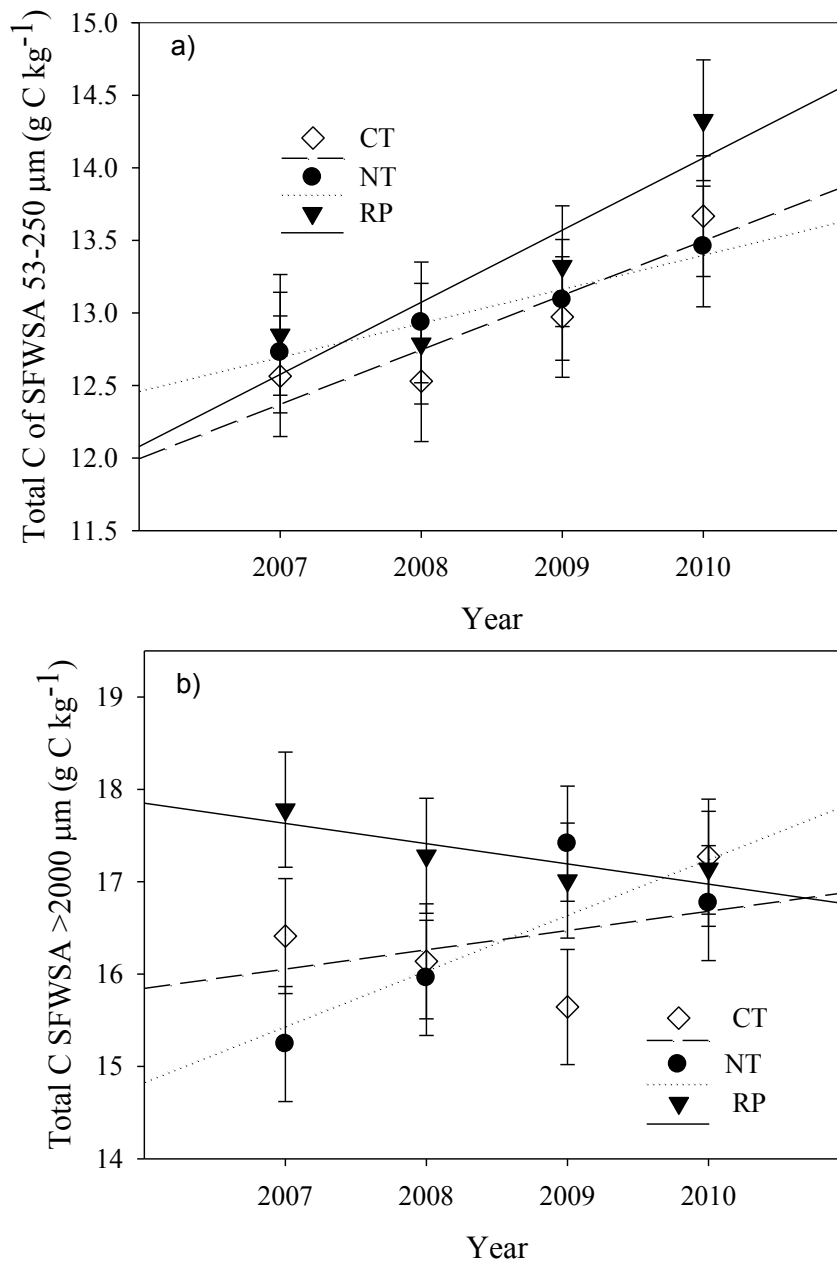 a)
Total C of SFWSA 53-250 µm (g C kg⁻¹)
15.0
14.5
14.0
13.5
13.0
12.5
12.0
11.5
CT
NT
RP
2007 2008 2009 2010
Year
b)
Total C SFWSA >2000 µm (g C kg⁻¹)
19
18
17
16
15
14
CT
NT
RP
2007 2008 2009 2010
Year